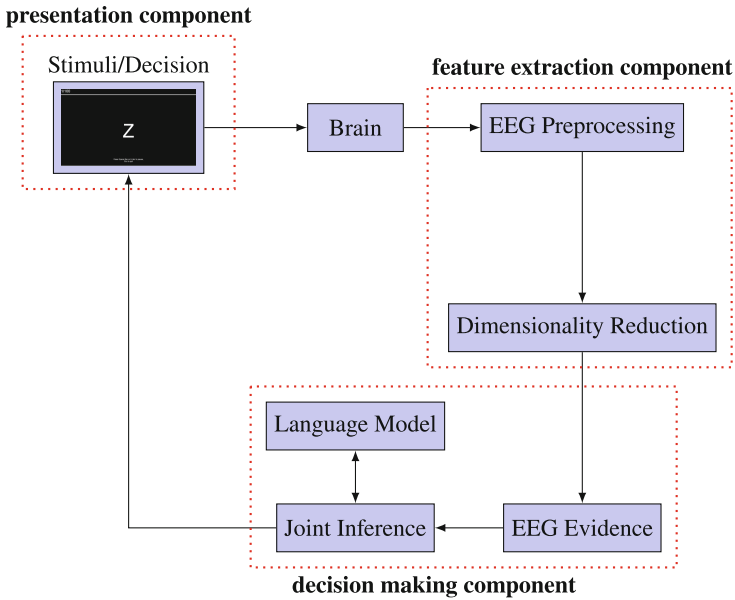 presentation component
Stimuli/Decision
feature extraction component
Z
Brain
EEG Preprocessing
Dimensionality Reduction
Language Model
Joint Inference
EEG Evidence
decision making component